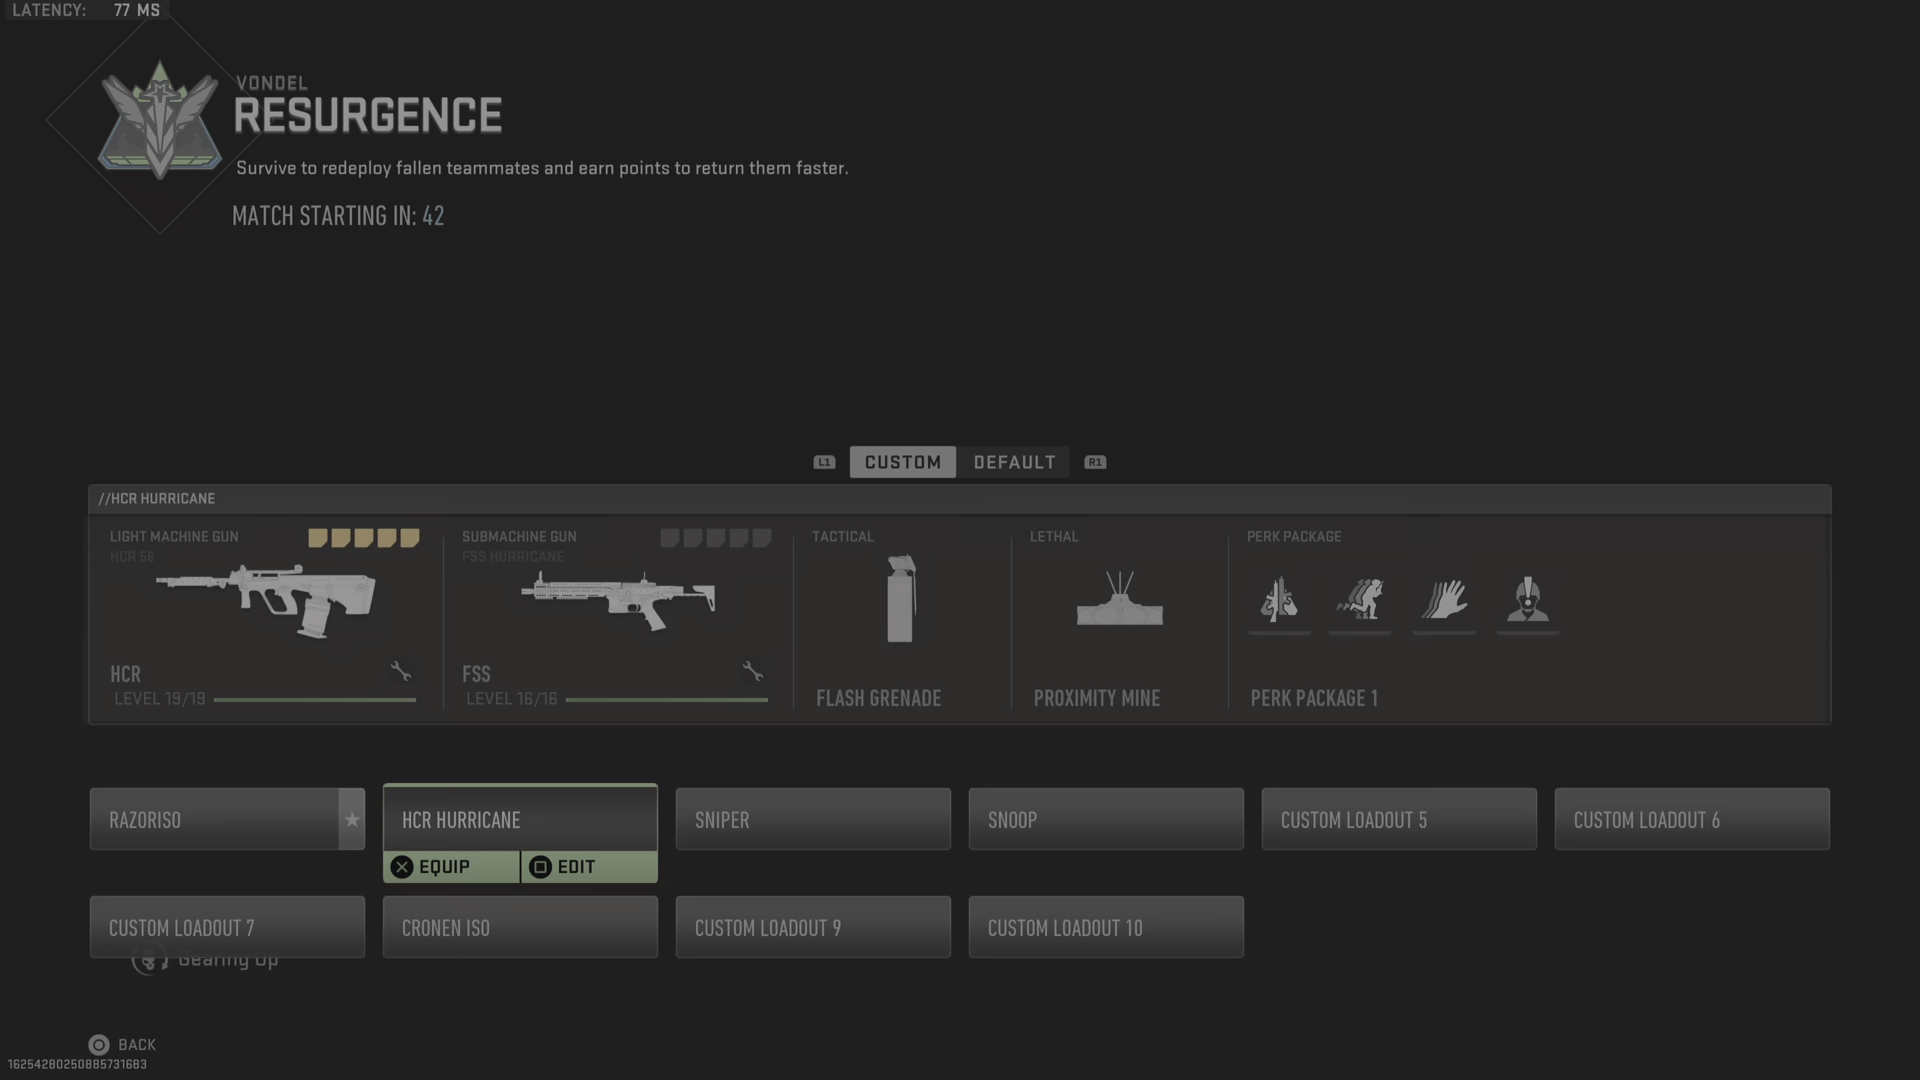 LATENCY: 77 MS
VONDEL
RESURGENCE
Survive to redeploy fallen teammates and earn points to return them faster.
MATCH STARTING IN: 42
L1 CUSTOM DEFAULT R1
//HCR HURRICANE
LIGHT MACHINE GUN
HCR 56
HCR
LEVEL 19/19
SUBMACHINE GUN
FSS HURRICANE
FSS
LEVEL 16/16
TACTICAL
FLASH GRENADE
LETHAL
PROXIMITY MINE
PERK PACKAGE
PERK PACKAGE 1
RAZORISO
HCR HURRICANE
EQUIP EDIT
SNIPER
SNOOP
CUSTOM LOADOUT 5
CUSTOM LOADOUT 6
CUSTOM LOADOUT 7
CRONEN ISO
CUSTOM LOADOUT 9
CUSTOM LOADOUT 10
Gearing Up
BACK
16254280250885731683